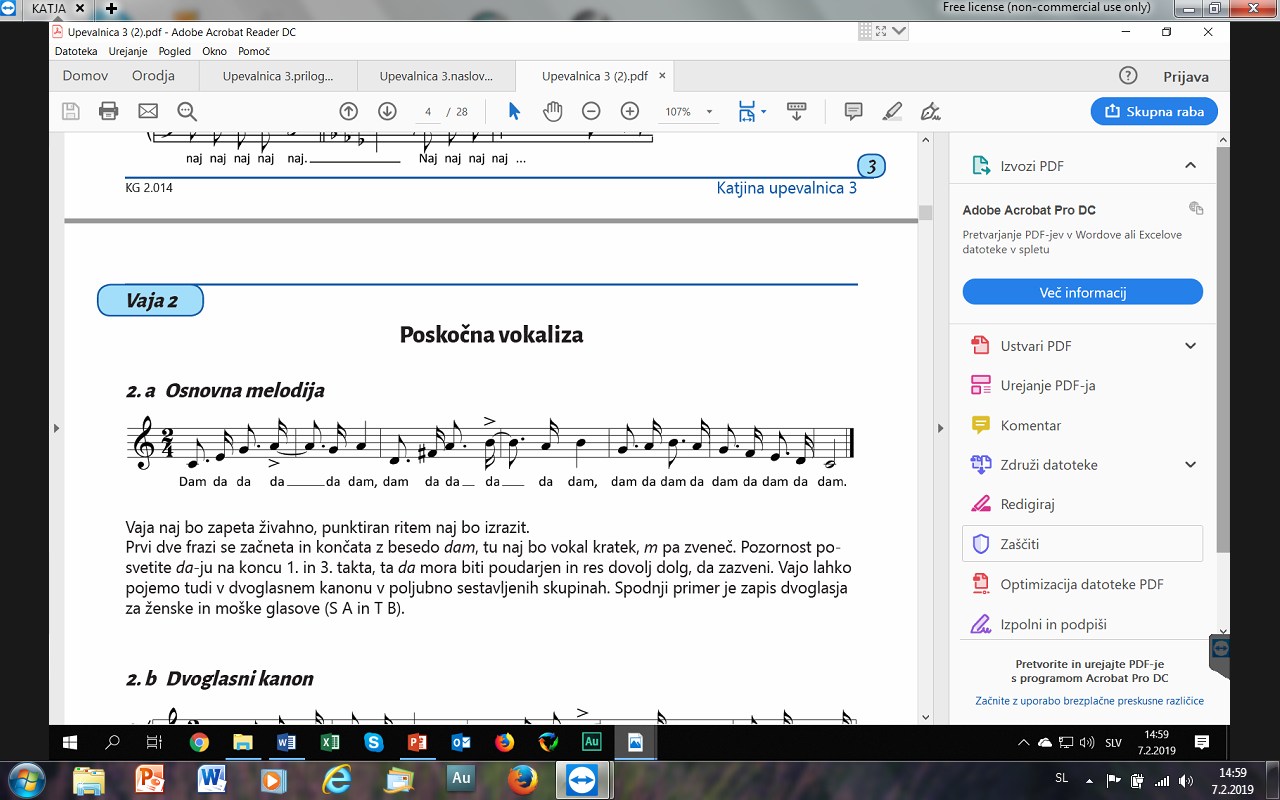 KATJA
Free license (non-commercial use only)
Upevalnica 3 (2).pdf - Adobe Acrobat Reader DC
Datoteka Urejanje Pogled Okno Pomoč
Domov Orodja Upevalnica 3.prilog... Upevalnica 3.naslov... Upevalnica 3 (2).pdf Prijava
4 / 28 107% Skupna raba
naj naj naj naj naj. Naj naj naj naj ...
3
KG 2.014 Katjina upevalnica 3
Vaja 2
Poskočna vokaliza
2. a Osnovna melodija
2
4
Dam da da da da dam, dam da da da da dam, dam da dam da dam da dam da dam.
Vaja naj bo zapeta živahno, punktiran ritem naj bo izrazit.
Prvi dve frazi se začneta in končata z besedo dam, tu naj bo vokal kratek, m pa zveneč. Pozornost po-
svetite da-ju na koncu 1. in 3. takta, ta da mora biti poudarjen in res dovolj dolg, da zazveni. Vajo lahko
pojemo tudi v dvoglasnem kanonu v poljubno sestavljenih skupinah. Spodnji primer je zapis dvoglasja
za ženske in moške glasove (S A in T B).
2. b Dvoglasni kanon
Izvozi PDF
Adobe Acrobat Pro DC
Pretvarjanje PDF-jev v Wordove ali Excelove
datoteke v spletu
Več informacij
Ustvari PDF
Urejanje PDF-ja
Komentar
Združi datoteke
Redigiraj
Zaščiti
Optimizacija datoteke PDF
Izpolni in podpiši
Pretvorite in urejajte PDF-je
s programom Acrobat Pro DC
Začnite z uporabo brezplačne preskusne različice
Au
SLV
14:59
7.2.2019
Au
SL
14:59
7.2.2019